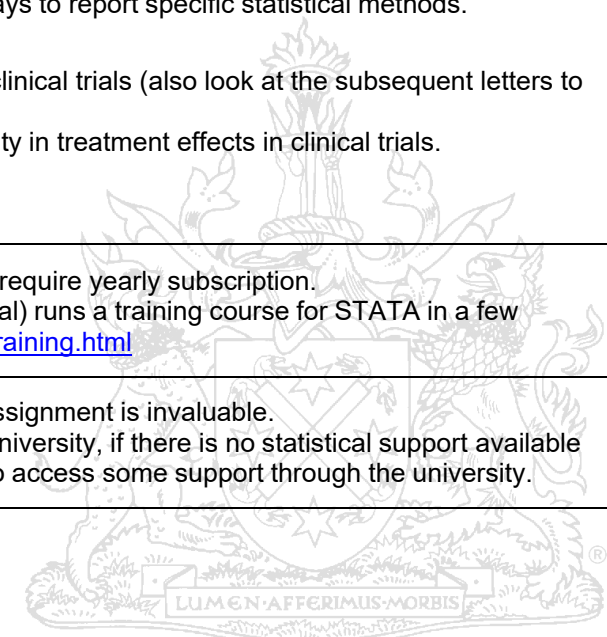 ays to report specific statistical methods.
clinical trials (also look at the subsequent letters to
ty in treatment effects in clinical trials.
require yearly subscription.
al) runs a training course for STATA in a few
raining.html
ssignment is invaluable.
niversity, if there is no statistical support available
o access some support through the university.
®
LUMEN·AFFERIMUS·MORBIS